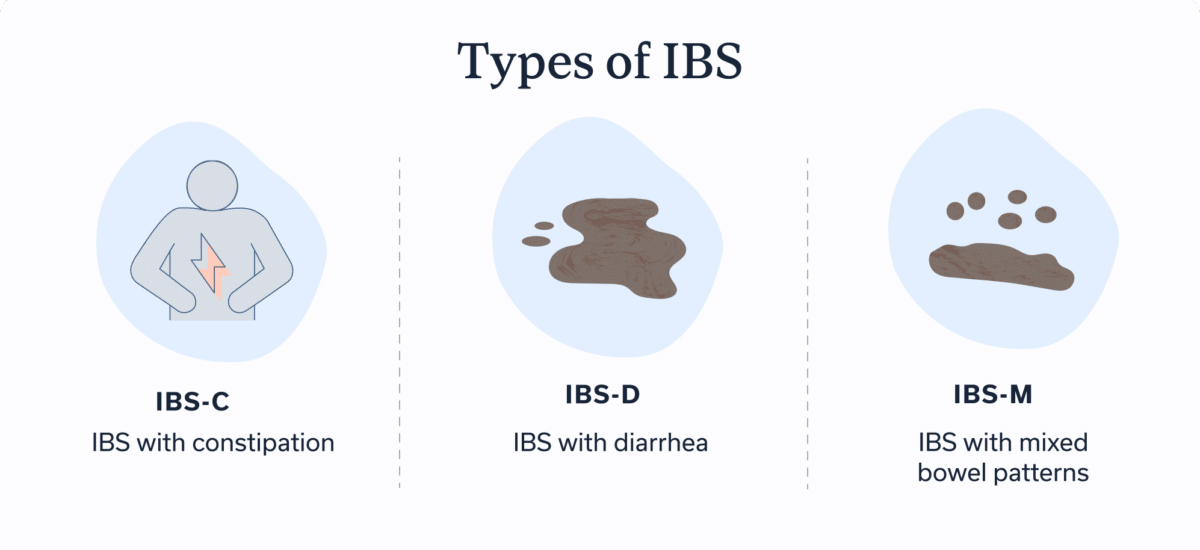 Types of IBS
IBS-C
IBS with constipation
IBS-D
IBS with diarrhea
IBS-M
IBS with mixed
bowel patterns